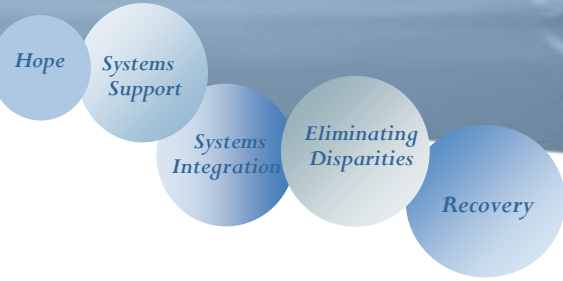 Hope
Systems
Support
Systems
Integration
Eliminating
Disparities
Recovery